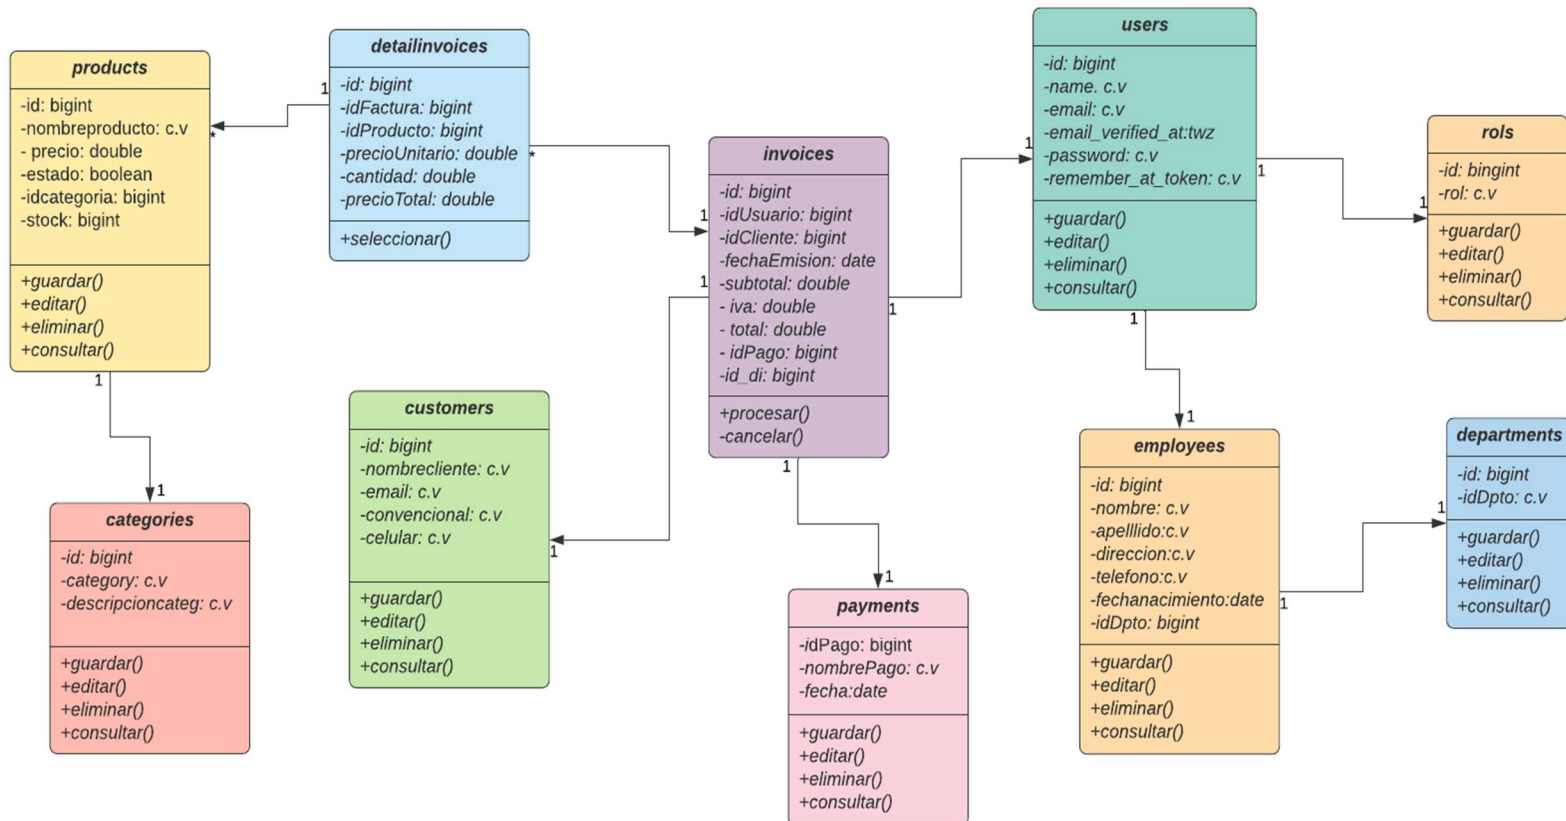 products
-id: bigint
-nombreproducto: c.v
- precio: double
-estado: boolean
-idcategoria: bigint
-stock: bigint
+guardar()
+editar()
+eliminar()
+consultar()
1
1
categories
-id: bigint
-category: c.v
-descripcioncateg: c.v
+guardar()
+editar()
+eliminar()
+consultar()
detailinvoices
-id: bigint
-idFactura: bigint
-idProducto: bigint
-precioUnitario: double
-cantidad: double
-precioTotal: double
+seleccionar()
1
*
*
1
customers
-id: bigint
-nombrecliente: c.v
-email: c.v
-convencional: c.v
-celular: c.v
+guardar()
+editar()
+eliminar()
+consultar()
1
1
invoices
-id: bigint
-idUsuario: bigint
-idCliente: bigint
-fechaEmision: date
-subtotal: double
- iva: double
- total: double
- idPago: bigint
-id_di: bigint
+procesar()
-cancelar()
1
1
payments
-idPago: bigint
-nombrePago: c.v
-fecha:date
+guardar()
+editar()
+eliminar()
+consultar()
1
1
users
-id: bigint
-name. c.v
-email: c.v
-email_verified_at:twz
-password: c.v
-remember_at_token: c.v
+guardar()
+editar()
+eliminar()
+consultar()
1
1
rols
-id: bingint
-rol: c.v
+guardar()
+editar()
+eliminar()
+consultar()
1
1
employees
-id: bigint
-nombre: c.v
-apelllido:c.v
-direccion:c.v
-telefono:c.v
-fechanacimiento:date
-idDpto: bigint
+guardar()
+editar()
+eliminar()
+consultar()
1
1
departments
-id: bigint
-idDpto: c.v
+guardar()
+editar()
+eliminar()
+consultar()